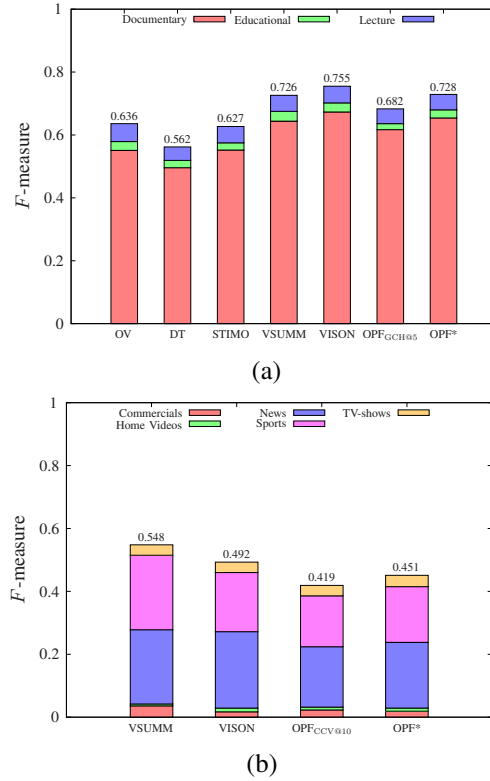 Documentary Educational Lecture
1
0.8
0.6
0.4
0.2
0
F-measure
0.636
0.562
0.627
0.726
0.755
0.682
0.728
OV DT STIMO VSUMM VISON OPFGCH@5 OPF*
(a)
Commercials News TV-shows
Home Videos Sports
1
0.8
0.6
0.4
0.2
0
F-measure
0.548
0.492
0.419
0.451
VSUMM VISON OPFCCV@10 OPF*
(b)